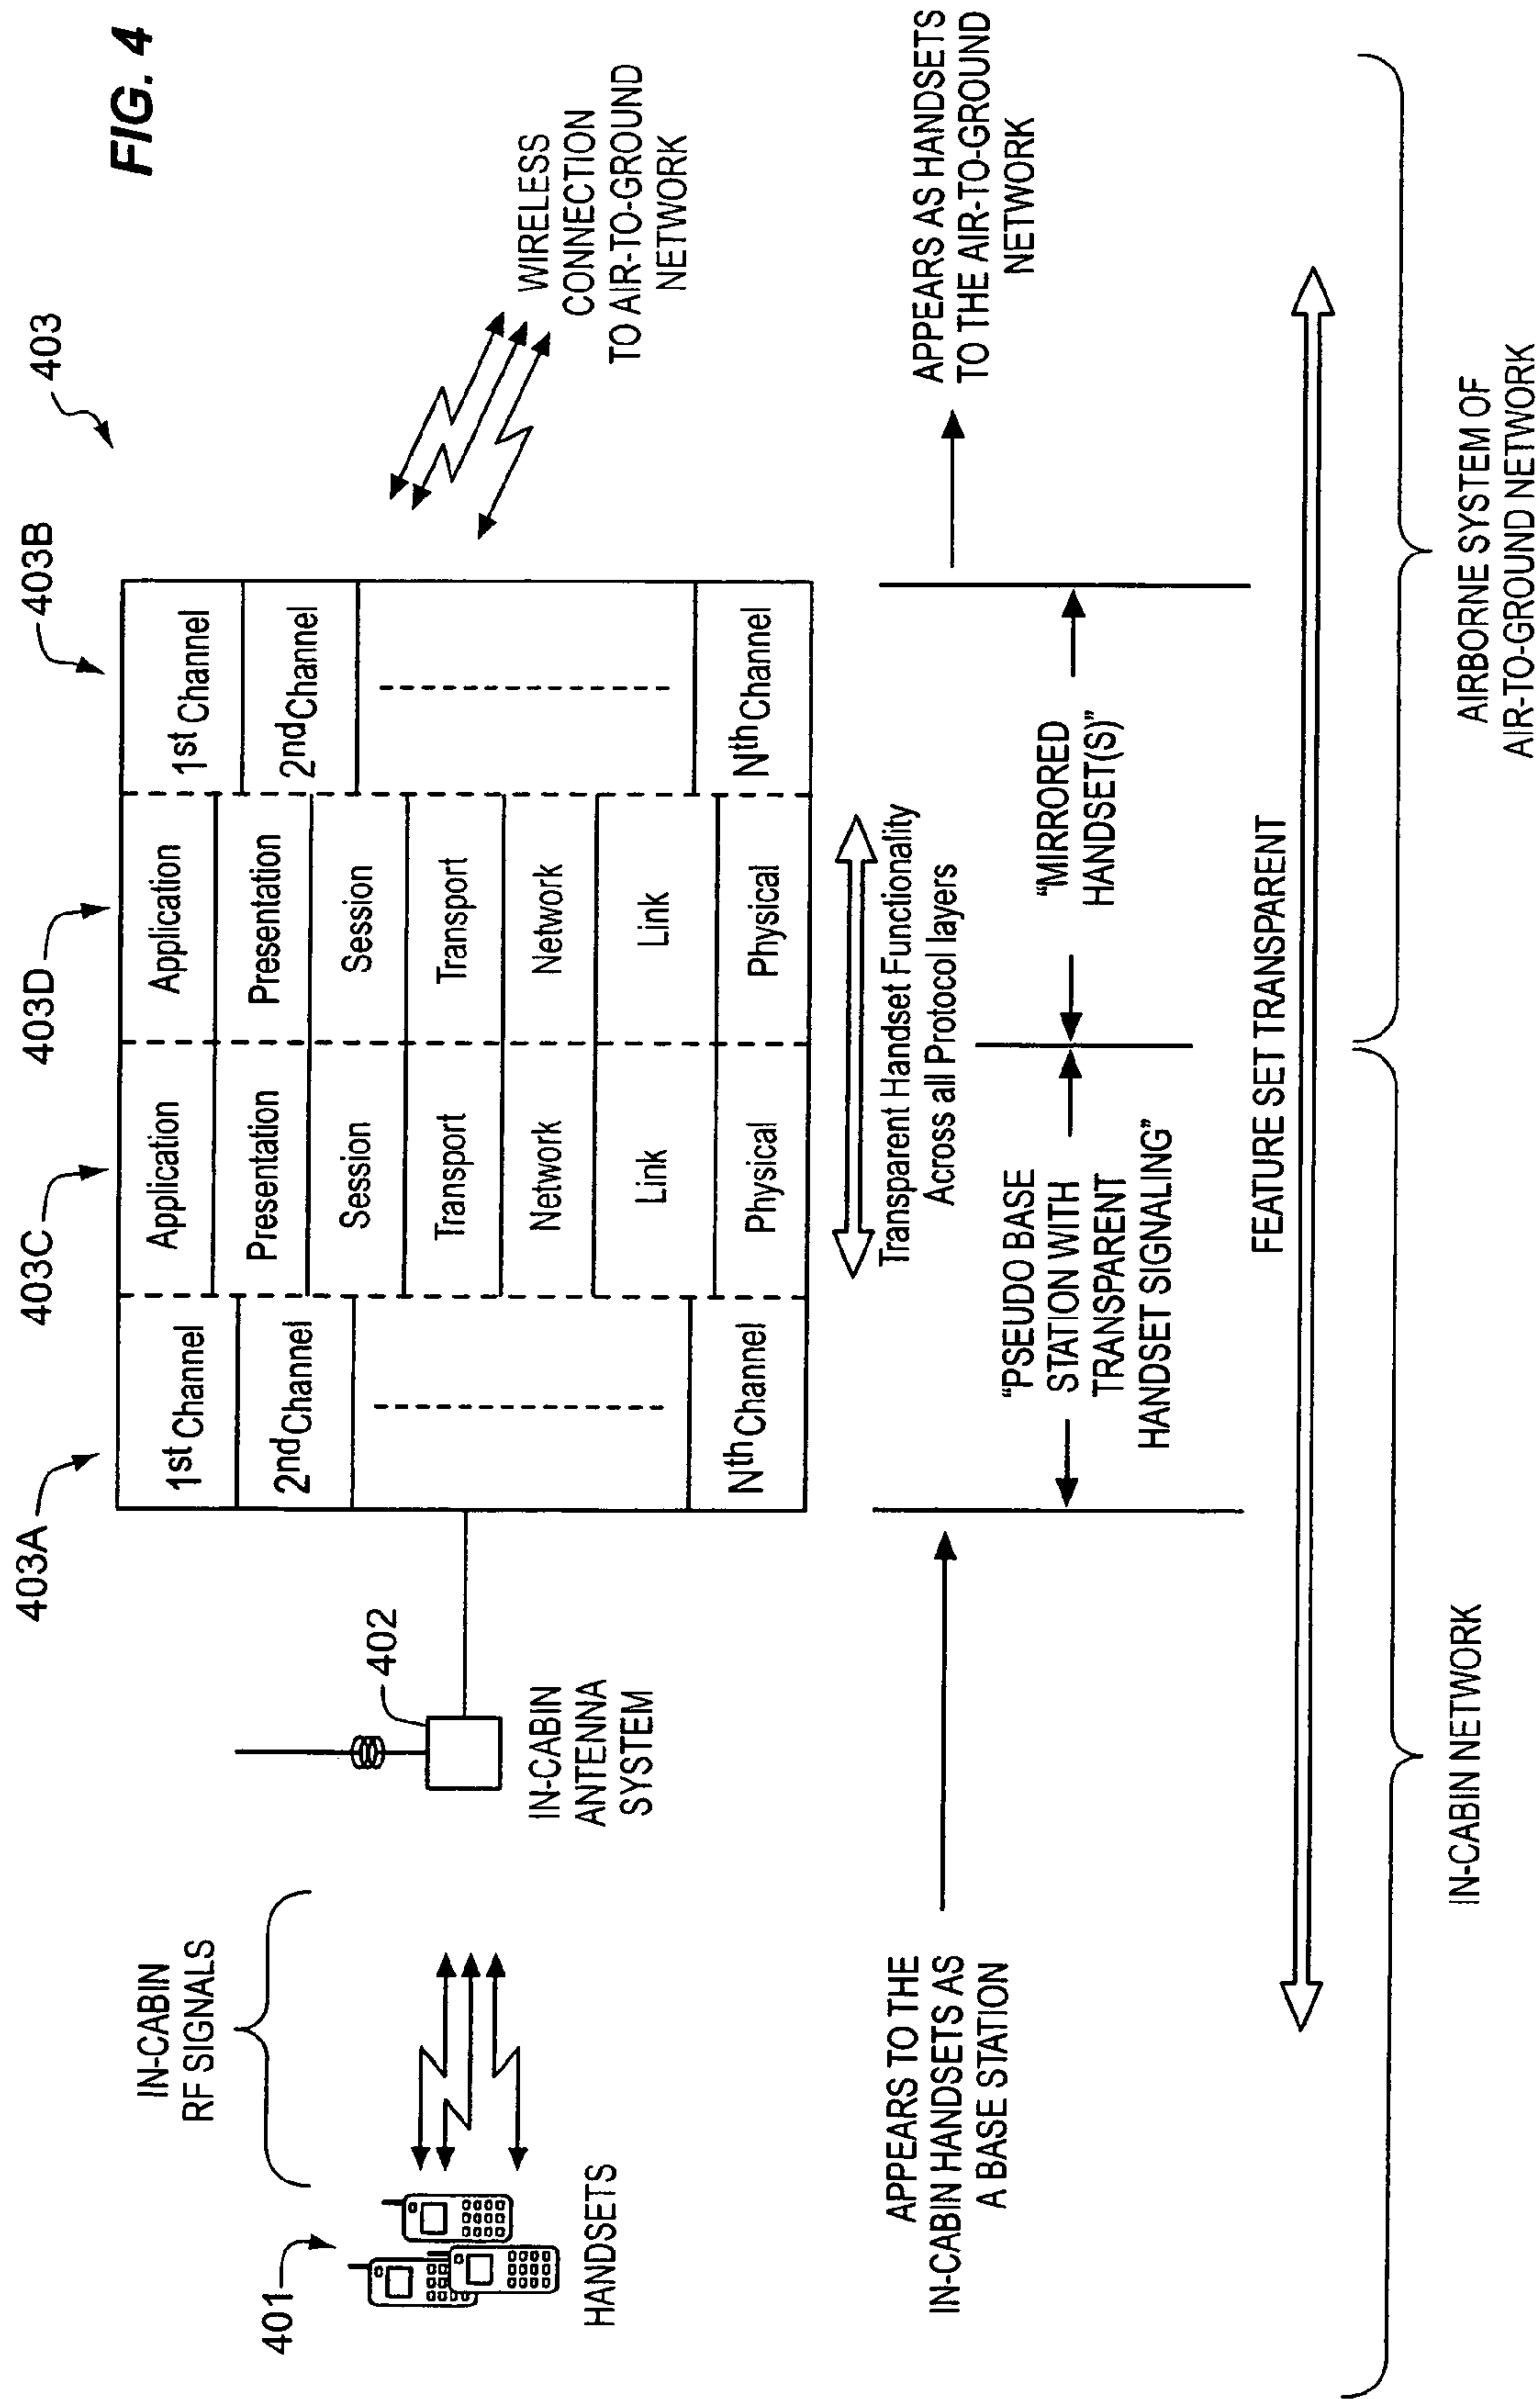 FIG. 4
403
403A
403C
403D
403B
1st Channel
2nd Channel
Nth Channel
Application
Presentation
Session
Transport
Network
Link
Physical
Application
Presentation
Session
Transport
Network
Link
Physical
1st Channel
2nd Channel
Nth Channel
401
HANDSETS
IN-CABIN
RF SIGNALS
402
IN-CABIN
ANTENNA
SYSTEM
WIRELESS
CONNECTION
TO AIR-TO-GROUND
NETWORK
Transparent Handset Functionality
Across all Protocol layers
APPEARS TO THE
IN-CABIN HANDSETS AS
A BASE STATION
"PSEUDO BASE
STATION WITH
TRANSPARENT
HANDSET SIGNALING"
"MIRRORED
HANDSET(S)"
APPEARS AS HANDSETS
TO THE AIR-TO-GROUND
NETWORK
FEATURE SET TRANSPARENT
IN-CABIN NETWORK
AIRBORNE SYSTEM OF
AIR-TO-GROUND NETWORK